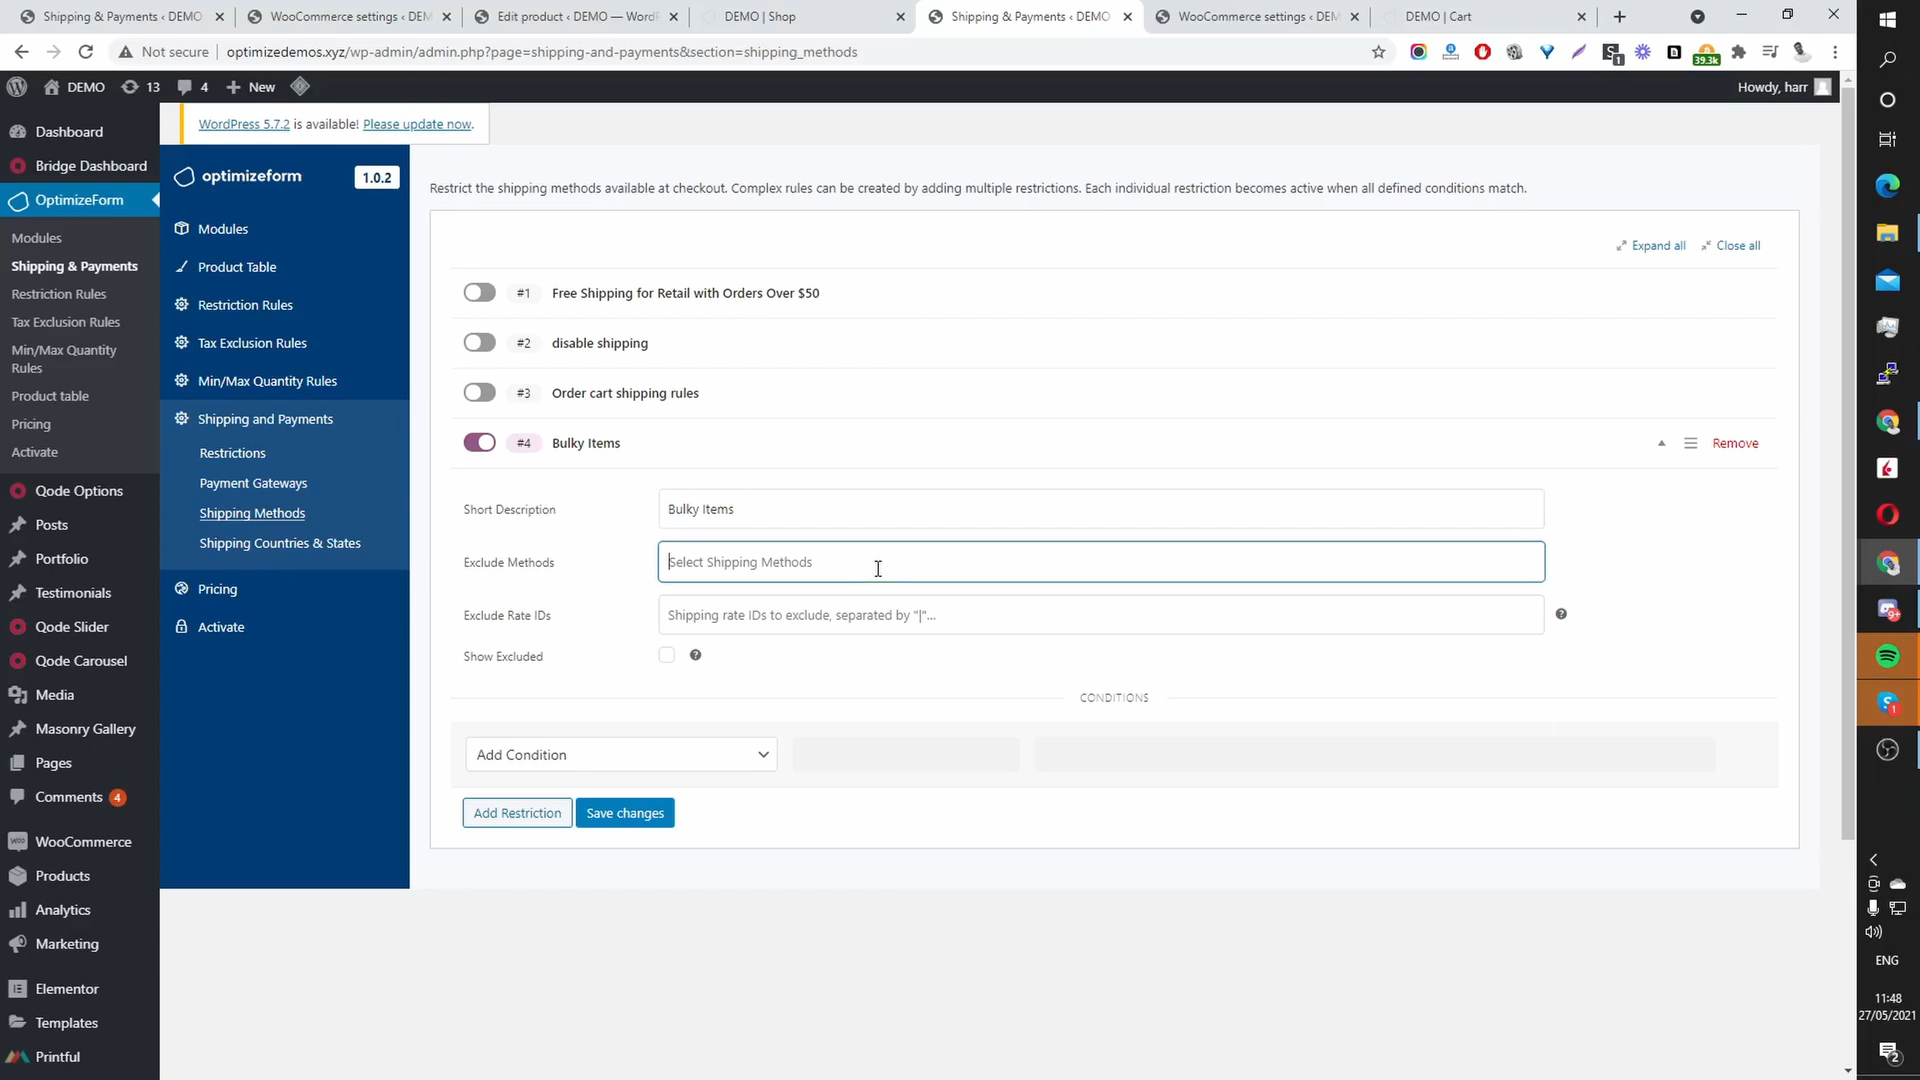 Shipping & Payments ‹ DEMO
WooCommerce settings ‹ DEM
Edit product ‹ DEMO — WordP
DEMO | Shop
Shipping & Payments ‹ DEMO
WooCommerce settings ‹ DEM
DEMO | Cart
Not secure
optimizedemos.xyz/wp-admin/admin.php?page=shipping-and-payments&section=shipping_methods
39.3k
DEMO
13
4
New
Howdy, harr
WordPress 5.7.2 is available! Please update now.
Dashboard
Bridge Dashboard
OptimizeForm
Modules
Shipping & Payments
Restriction Rules
Tax Exclusion Rules
Min/Max Quantity
Rules
Product table
Pricing
Activate
Qode Options
Posts
Portfolio
Testimonials
Qode Slider
Qode Carousel
Media
Masonry Gallery
Pages
Comments 4
WooCommerce
Products
Analytics
Marketing
Elementor
Templates
Printful
optimizeform
1.0.2
Modules
Product Table
Restriction Rules
Tax Exclusion Rules
Min/Max Quantity Rules
Shipping and Payments
Restrictions
Payment Gateways
Shipping Methods
Shipping Countries & States
Pricing
Activate
Restrict the shipping methods available at checkout. Complex rules can be created by adding multiple restrictions. Each individual restriction becomes active when all defined conditions match.
Expand all
Close all
#1 Free Shipping for Retail with Orders Over $50
#2 disable shipping
#3 Order cart shipping rules
#4 Bulky Items
Remove
Short Description
Bulky Items
Exclude Methods
Select Shipping Methods
Exclude Rate IDs
Shipping rate IDs to exclude, separated by "|"...
Show Excluded
CONDITIONS
Add Condition
Add Restriction
Save changes
ENG
11:48
27/05/2021
2